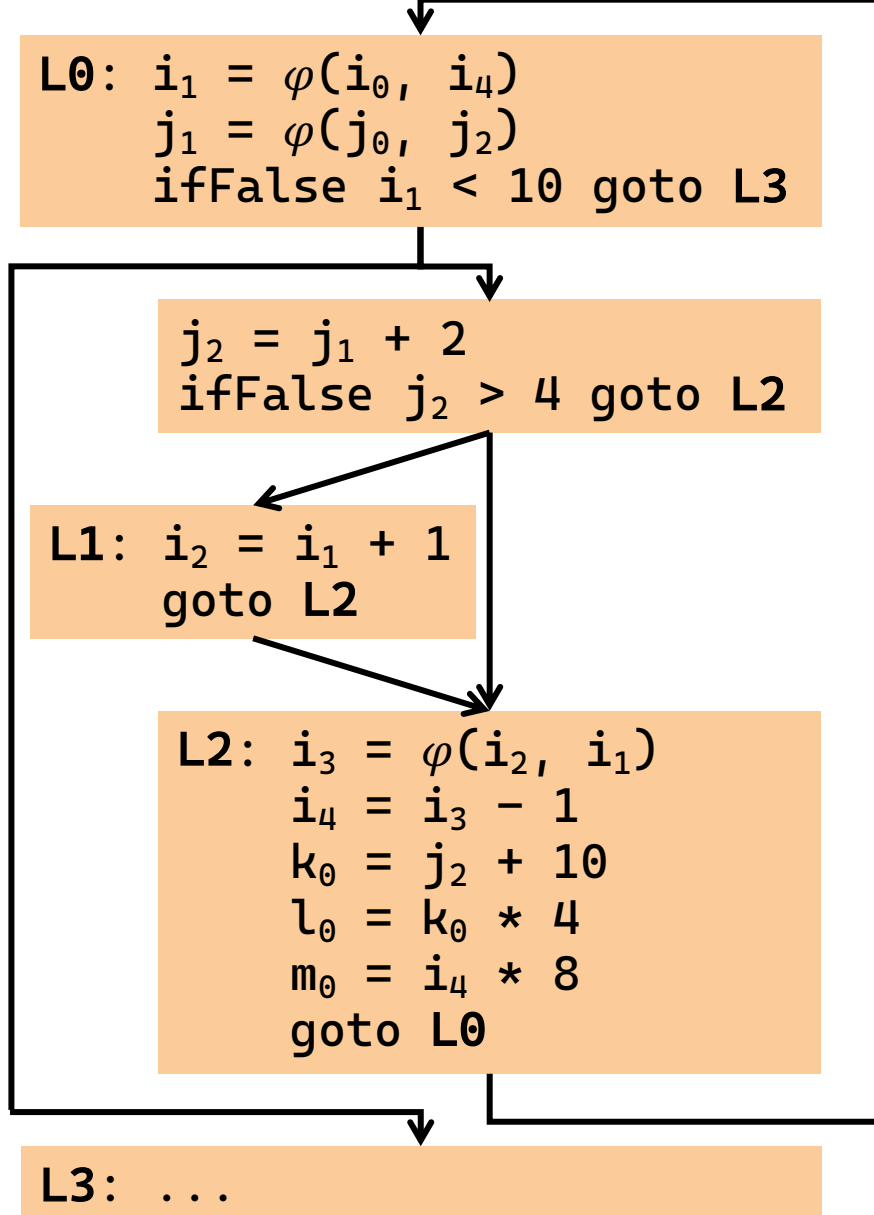 L0: i₁ = φ(i₀, i₄)
j₁ = φ(j₀, j₂)
ifFalse i₁ < 10 goto L3
j₂ = j₁ + 2
ifFalse j₂ > 4 goto L2
L1: i₂ = i₁ + 1
goto L2
L2: i₃ = φ(i₂, i₁)
i₄ = i₃ − 1
k₀ = j₂ + 10
l₀ = k₀ * 4
m₀ = i₄ * 8
goto L0
L3: ...